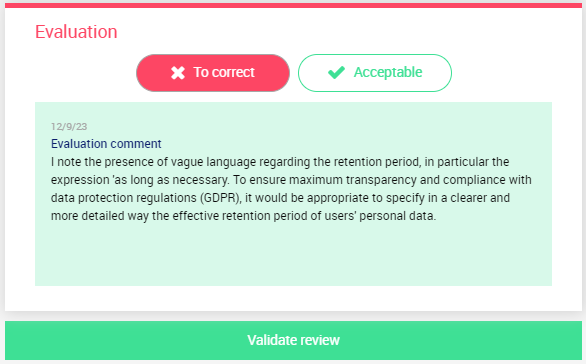 Evaluation
To correct
Acceptable
12/9/23
Evaluation comment
I note the presence of vague language regarding the retention period, in particular the
expression 'as long as necessary. To ensure maximum transparency and compliance with
data protection regulations (GDPR), it would be appropriate to specify in a clearer and
more detailed way the effective retention period of users' personal data.
Validate review